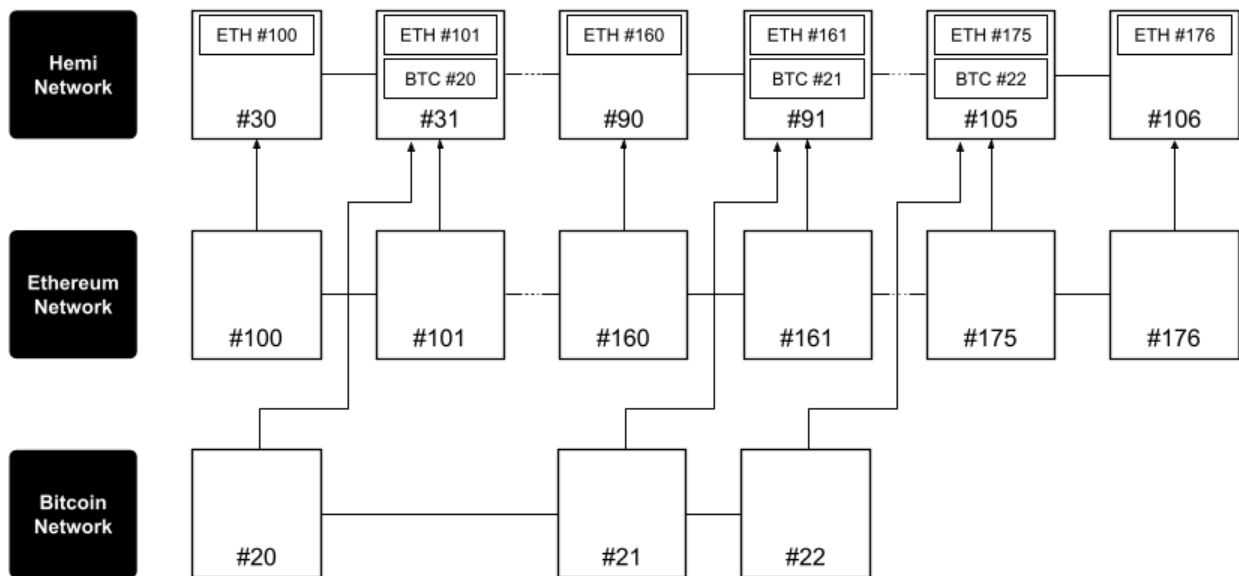 Hemi
Network
ETH #100
#30
ETH #101
BTC #20
#31
ETH #160
#90
ETH #161
BTC #21
#91
ETH #175
BTC #22
#105
ETH #176
#106
Ethereum
Network
#100
#101
#160
#161
#175
#176
Bitcoin
Network
#20
#21
#22